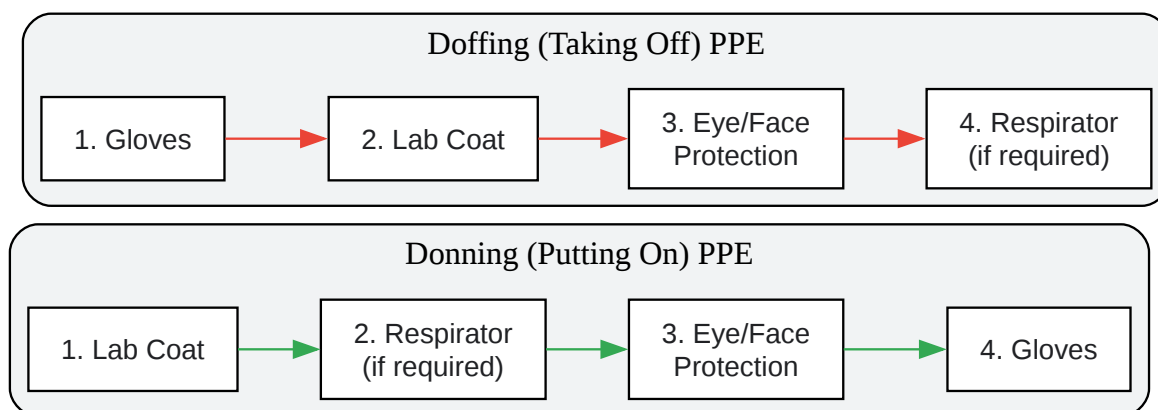 Doffing (Taking Off) PPE
1. Gloves
2. Lab Coat
3. Eye/Face
Protection
4. Respirator
(if required)
Donning (Putting On) PPE
1. Lab Coat
2. Respirator
(if required)
3. Eye/Face
Protection
4. Gloves